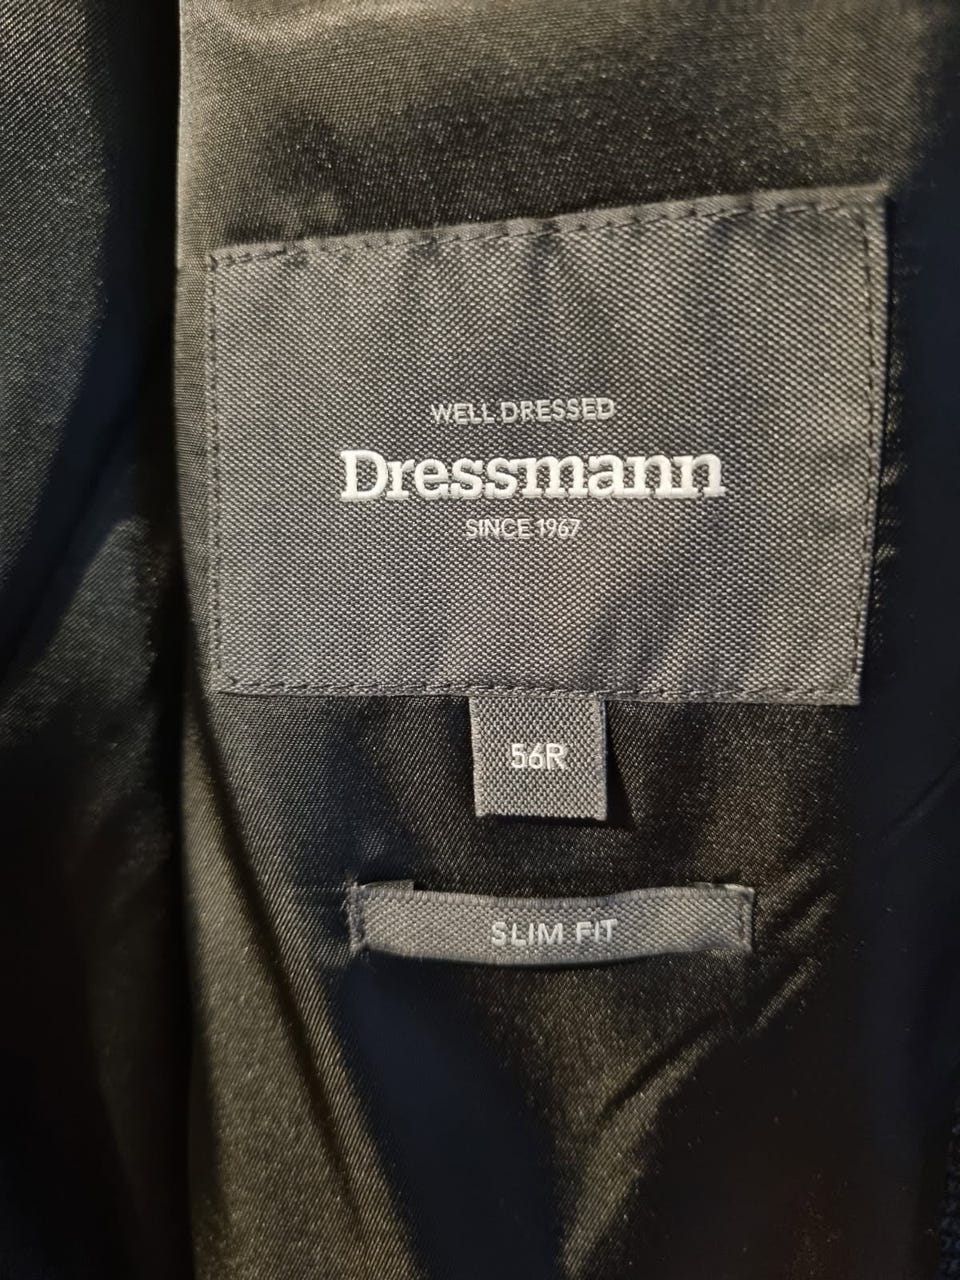 WELL DRESSED
Dressmann
SINCE 1967
56R
SLIM FIT